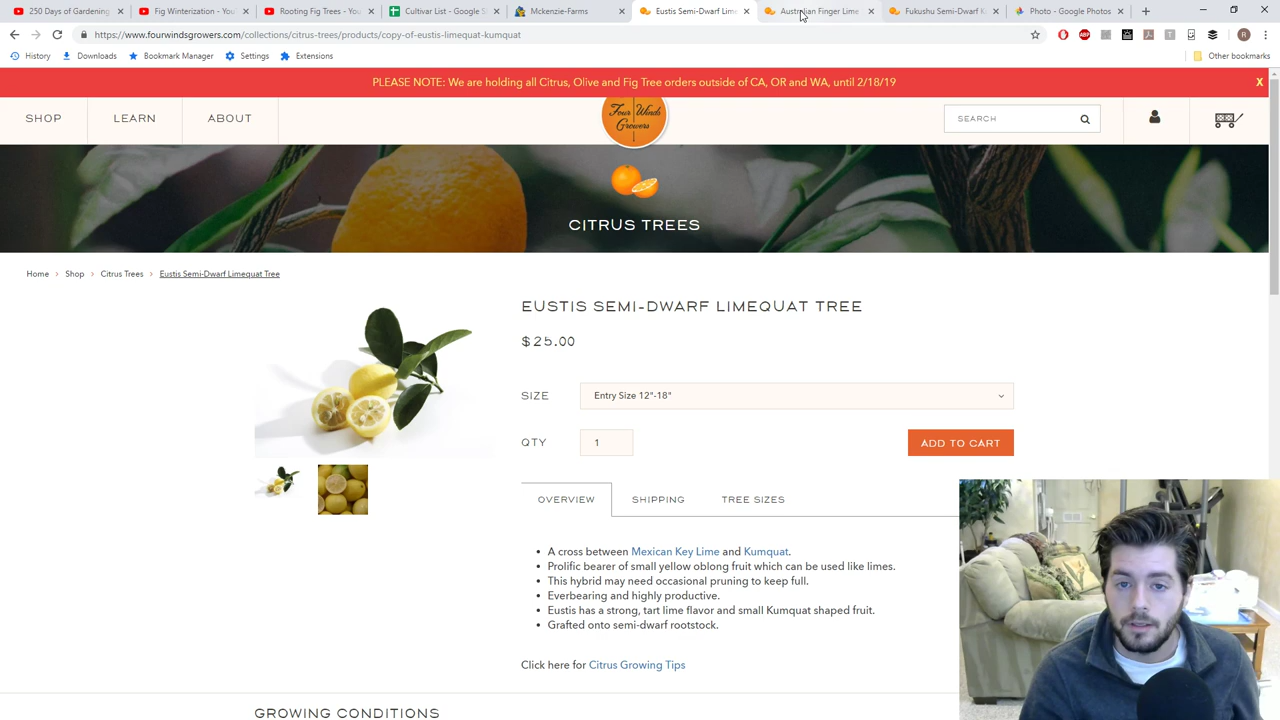 250 Days of Gardening
Fig Winterization - You
Rooting Fig Trees - You
Cultivar List - Google S
Mckenzie-Farms
Eustis Semi-Dwarf Lim
Australian Finger Lime
Fukushu Semi-Dwarf K
Photo - Google Photos
https://www.fourwindsgrowers.com/collections/citrus-trees/products/copy-of-eustis-limequat-kumquat
ABP
R
History
Downloads
Bookmark Manager
Settings
Extensions
Other bookmarks
PLEASE NOTE: We are holding all Citrus, Olive and Fig Tree orders outside of CA, OR and WA, until 2/18/19
X
SHOP
LEARN
ABOUT
Four Winds
Growers
SEARCH
CITRUS TREES
Home > Shop > Citrus Trees > Eustis Semi-Dwarf Limequat Tree
EUSTIS SEMI-DWARF LIMEQUAT TREE
$25.00
SIZE
Entry Size 12"-18"
QTY
1
ADD TO CART
OVERVIEW
SHIPPING
TREE SIZES
• A cross between Mexican Key Lime and Kumquat.
• Prolific bearer of small yellow oblong fruit which can be used like limes.
• This hybrid may need occasional pruning to keep full.
• Everbearing and highly productive.
• Eustis has a strong, tart lime flavor and small Kumquat shaped fruit.
• Grafted onto semi-dwarf rootstock.
Click here for Citrus Growing Tips
GROWING CONDITIONS